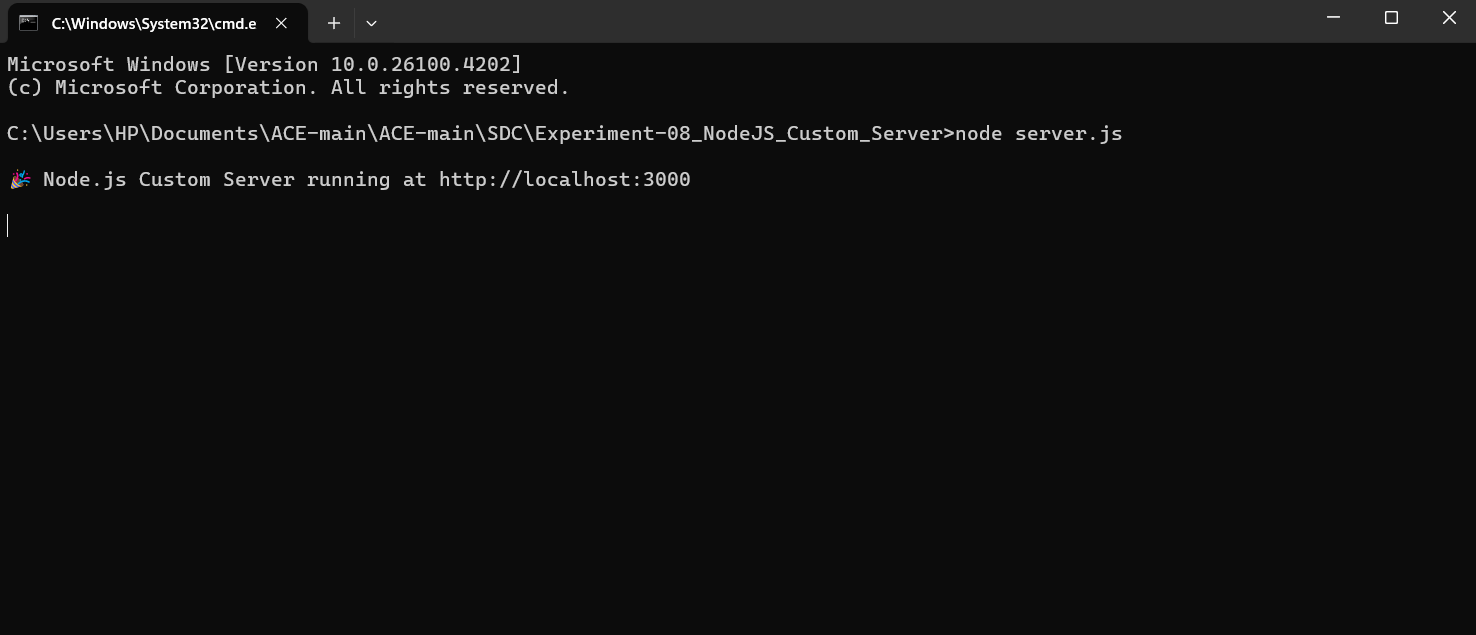 C:\Windows\System32\cmd.e
Microsoft Windows [Version 10.0.26100.4202]
(c) Microsoft Corporation. All rights reserved.
C:\Users\HP\Documents\ACE-main\ACE-main\SDC\Experiment-08_NodeJS_Custom_Server>node server.js
🎉 Node.js Custom Server running at http://localhost:3000